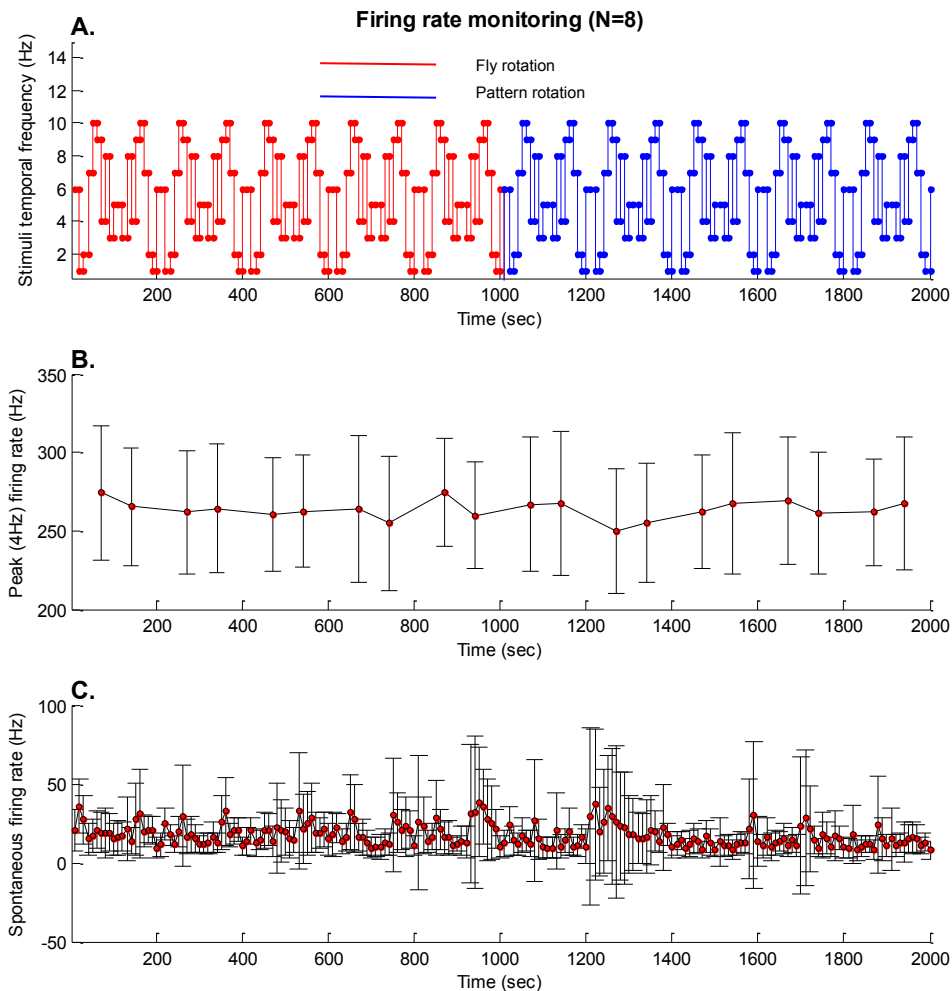 Firing rate monitoring (N=8)
A.
Fly rotation
Pattern rotation
Stimuli temporal frequency (Hz)
14
12
10
8
6
4
2
200 400 600 800 1000 1200 1400 1600 1800 2000
Time (sec)
B.
Peak (4Hz) firing rate (Hz)
350
300
250
200
200 400 600 800 1000 1200 1400 1600 1800 2000
Time (sec)
C.
Spontaneous firing rate (Hz)
100
50
0
-50
200 400 600 800 1000 1200 1400 1600 1800 2000
Time (sec)